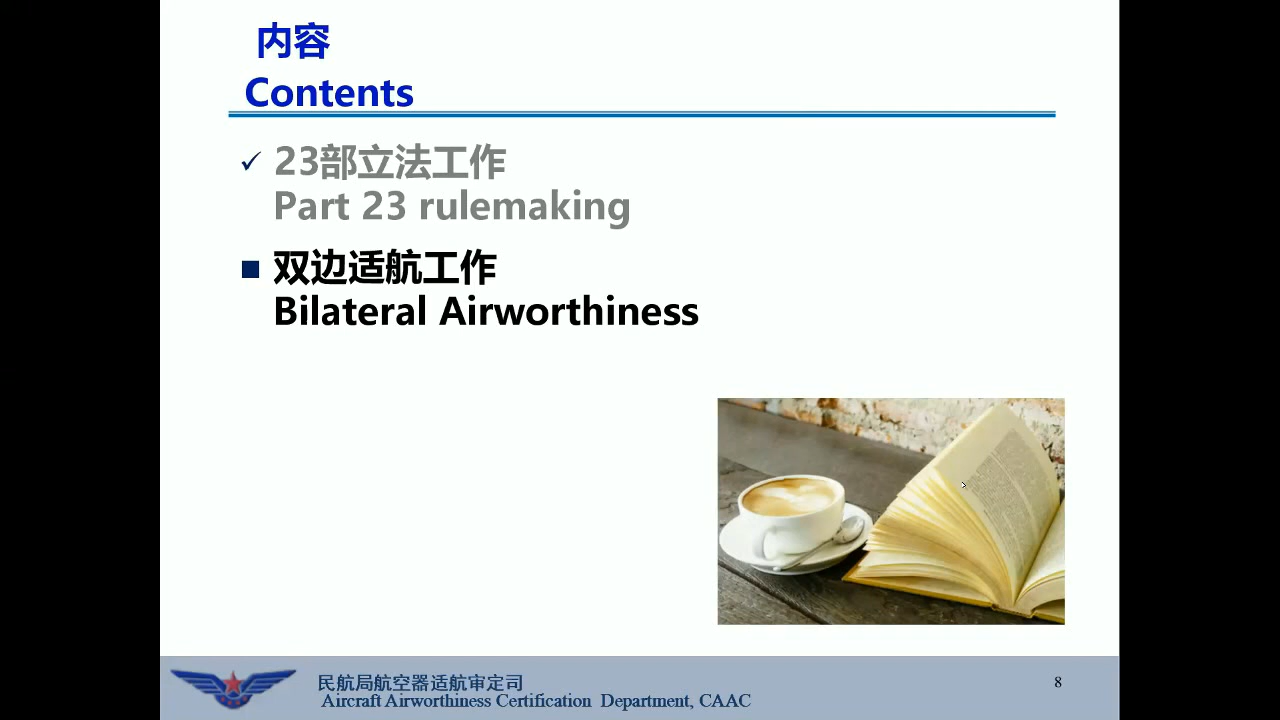 内容
Contents
23部立法工作
Part 23 rulemaking
双边适航工作
Bilateral Airworthiness
民航局航空器适航审定司
Aircraft Airworthiness Certification Department, CAAC
8